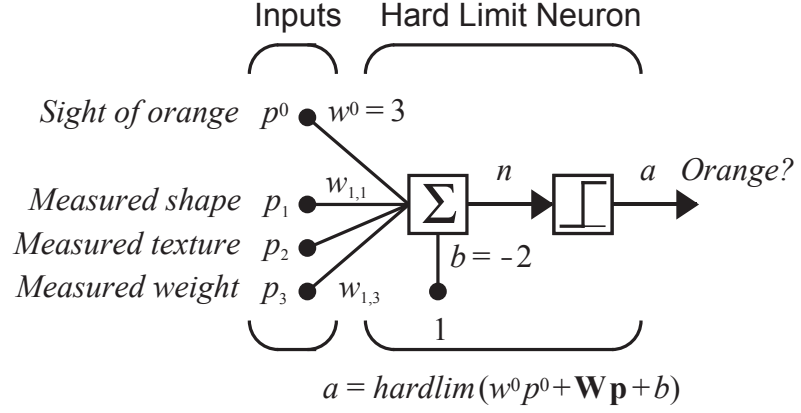 Inputs Hard Limit Neuron
Sight of orange p⁰ w⁰ = 3
n a Orange?
Measured shape p₁ w₁,₁
Σ
Measured texture p₂
b = -2
Measured weight p₃ w₁,₃
1
a = hardlim(w⁰p⁰ + Wp + b)